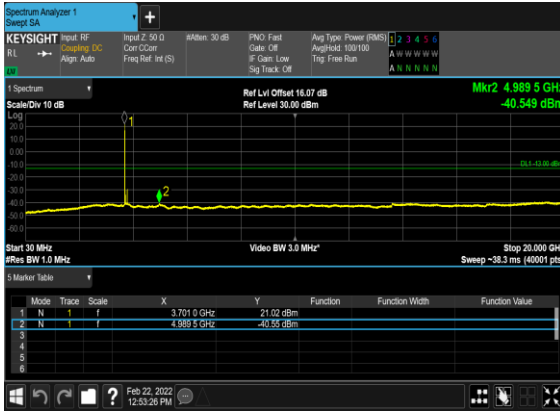 Spectrum Analyzer 1
Swept SA
+
KEYSIGHT Input: RF Input Z: 50 Ω #Atten: 30 dB PNO: Fast Avg Type: Power (RMS) 1 2 3 4 5 6
RL Coupling: DC Corr CCorr Gate: Off Avg|Hold: 100/100 A W W W W W
Align: Auto Freq Ref: Int (S) IF Gain: Low Trig: Free Run
Sig Track: Off A N N N N N
1 Spectrum Ref Lvl Offset 16.07 dB Mkr2 4.989 5 GHz
Scale/Div 10 dB Ref Level 30.00 dBm -40.549 dBm
Log
20.0
10.0
0.00
-10.0
-20.0
-30.0
-40.0
-50.0
-60.0
1
2
DL1 -13.00 dBm
Start 30 MHz Video BW 3.0 MHz* Stop 20.000 GH
#Res BW 1.0 MHz Sweep ~38.3 ms (40001 pts
5 Marker Table
Mode Trace Scale X Y Function Function Width Function Value
1 N 1 f 3.701 0 GHz 21.02 dBm
2 N 1 f 4.989 5 GHz -40.55 dBm
3
4
5
6
? Feb 22, 2022
12:53:26 PM